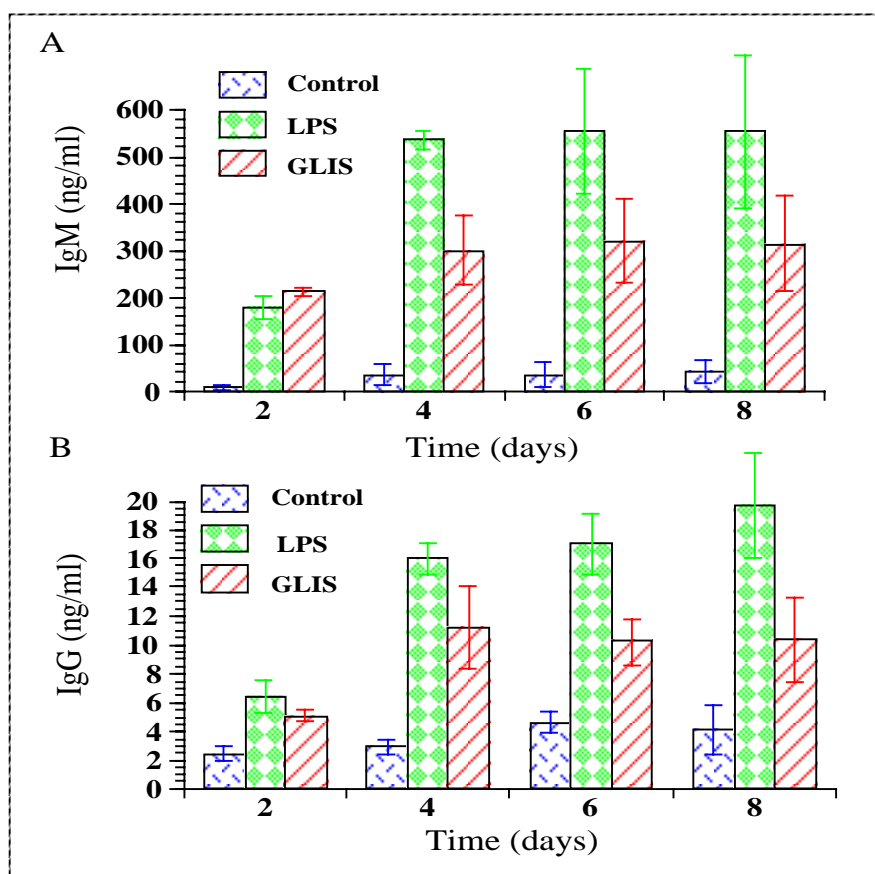 A
Control
LPS
GLIS
IgM (ng/ml)
600
500
400
300
200
100
0
2 4 6 8
Time (days)
B
Control
LPS
GLIS
IgG (ng/ml)
20
18
16
14
12
10
8
6
4
2
0
2 4 6 8
Time (days)